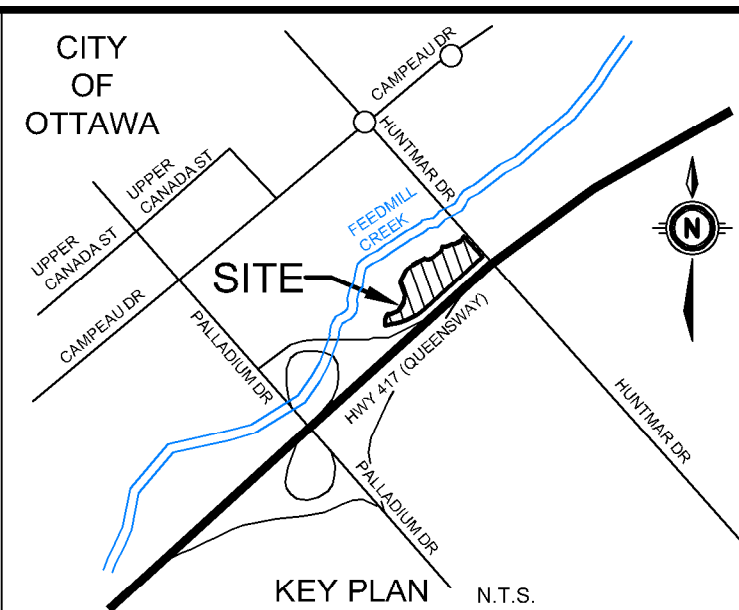 CITY
OF
OTTAWA
CAMPEAU DR
HUNTMAR DR
UPPER
CANADA ST
UPPER
CANADA ST
FEEDMILL
CREEK
N
SITE
CAMPEAU DR
PALLADIUM DR
HWY 417 (QUEENSWAY)
HUNTMAR DR
PALLADIUM DR
KEY PLAN
N.T.S.